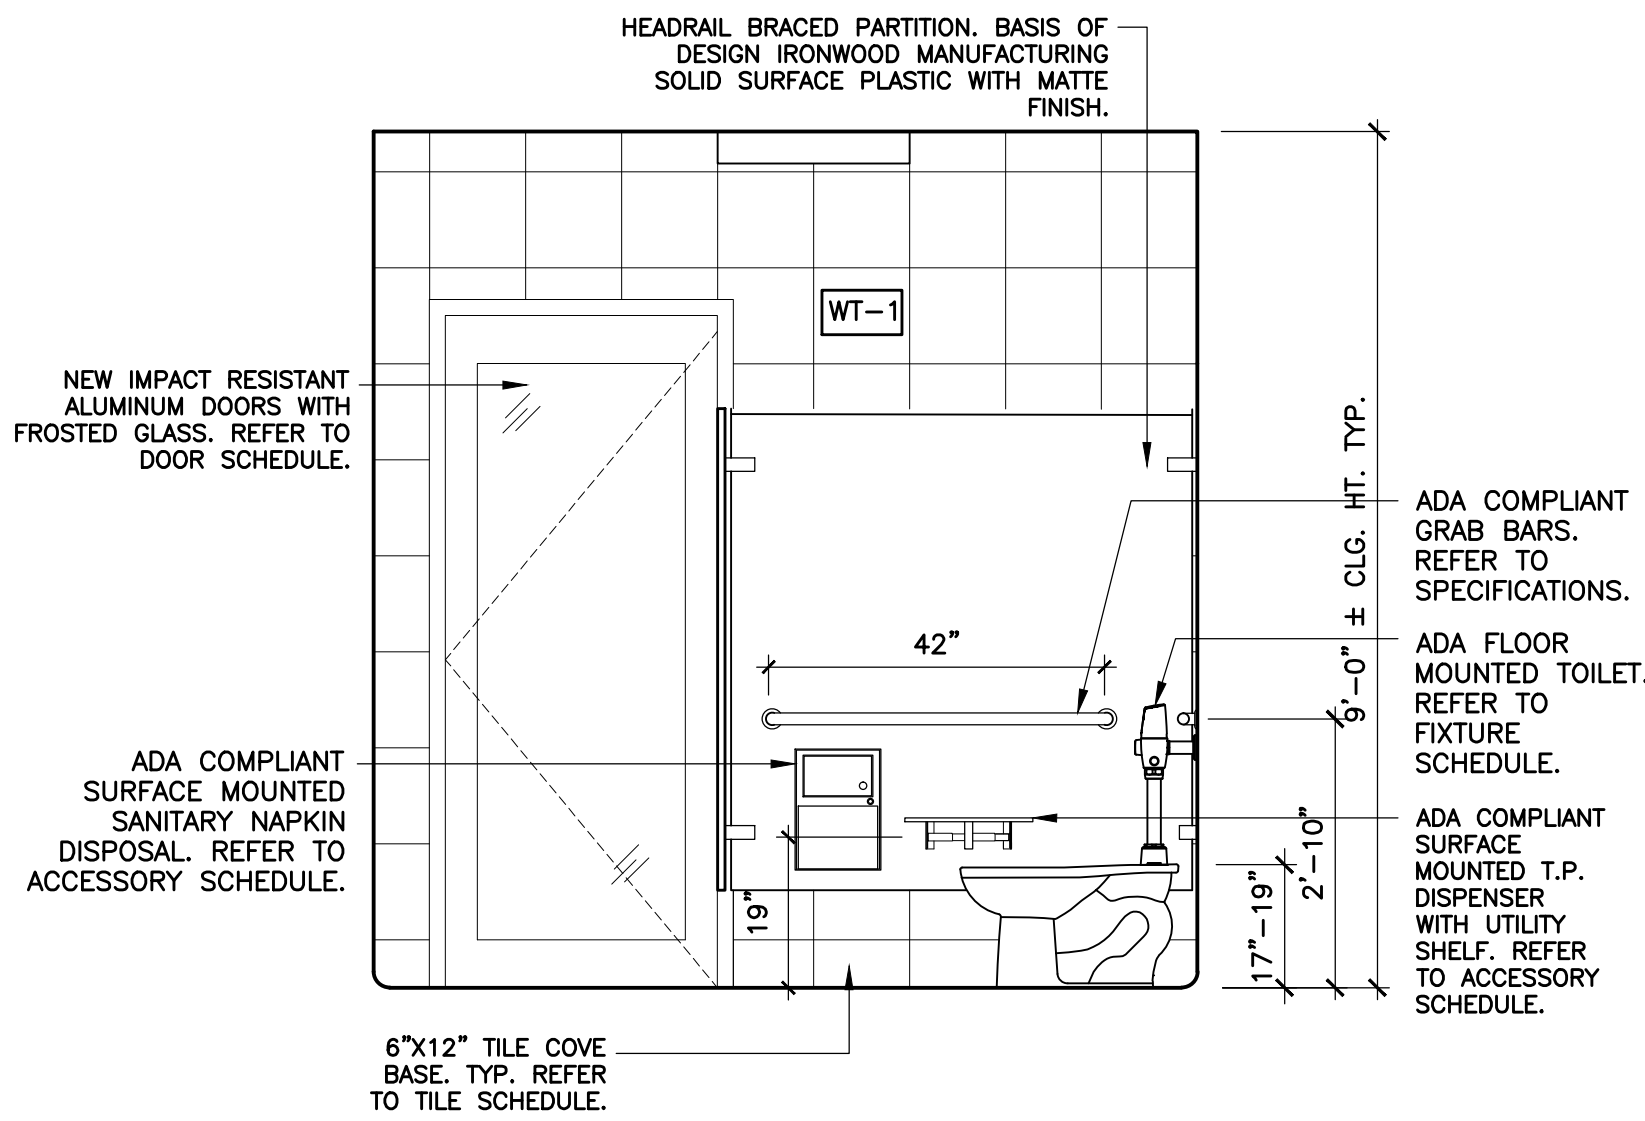 HEADRAIL BRACED PARTITION. BASIS OF
DESIGN IRONWOOD MANUFACTURING
SOLID SURFACE PLASTIC WITH MATTE
FINISH.
WT-1
NEW IMPACT RESISTANT
ALUMINUM DOORS WITH
FROSTED GLASS. REFER TO
DOOR SCHEDULE.
9'-0" ± CLG. HT. TYP.
ADA COMPLIANT
GRAB BARS.
REFER TO
SPECIFICATIONS.
42"
ADA FLOOR
MOUNTED TOILET.
REFER TO
FIXTURE
SCHEDULE.
ADA COMPLIANT
SURFACE MOUNTED
SANITARY NAPKIN
DISPOSAL. REFER TO
ACCESSORY SCHEDULE.
19"
17"-19"
2'-10"
ADA COMPLIANT
SURFACE
MOUNTED T.P.
DISPENSER
WITH UTILITY
SHELF. REFER
TO ACCESSORY
SCHEDULE.
6"X12" TILE COVE
BASE. TYP. REFER
TO TILE SCHEDULE.